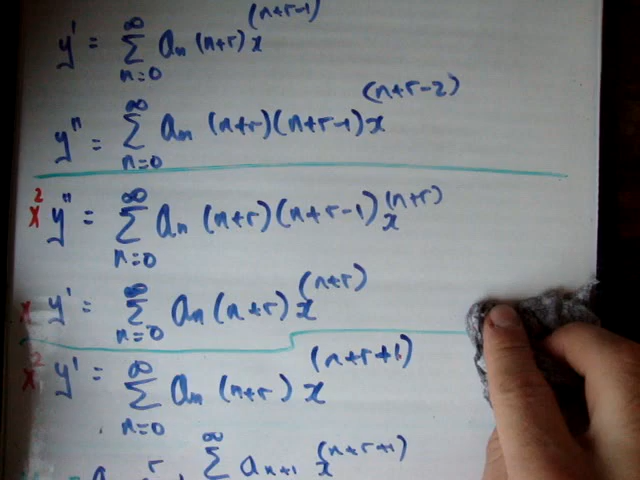 y' = ∑_{n=0}^{∞} a_n (n+r) x^{(n+r-1)}
y'' = ∑_{n=0}^{∞} a_n (n+r)(n+r-1) x^{(n+r-2)}
x² y'' = ∑_{n=0}^{∞} a_n (n+r)(n+r-1) x^{(n+r)}
x y' = ∑_{n=0}^{∞} a_n (n+r) x^{(n+r)}
x² y' = ∑_{n=0}^{∞} a_n (n+r) x^{(n+r+1)}
∑^{∞} a_{n+1} x^{(n+r+1)}